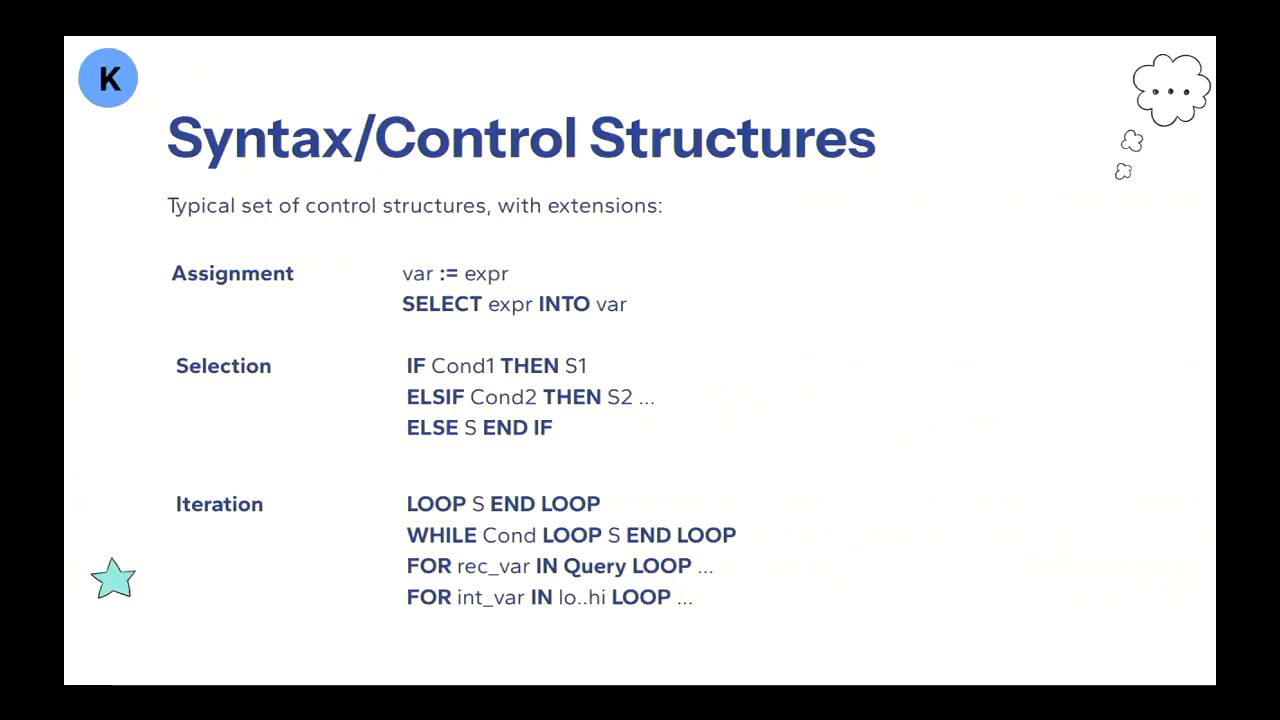 K
Syntax/Control Structures
Typical set of control structures, with extensions:
Assignment var := expr
SELECT expr INTO var
Selection IF Cond1 THEN S1
ELSIF Cond2 THEN S2 ...
ELSE S END IF
Iteration LOOP S END LOOP
WHILE Cond LOOP S END LOOP
FOR rec_var IN Query LOOP ...
FOR int_var IN lo..hi LOOP ...